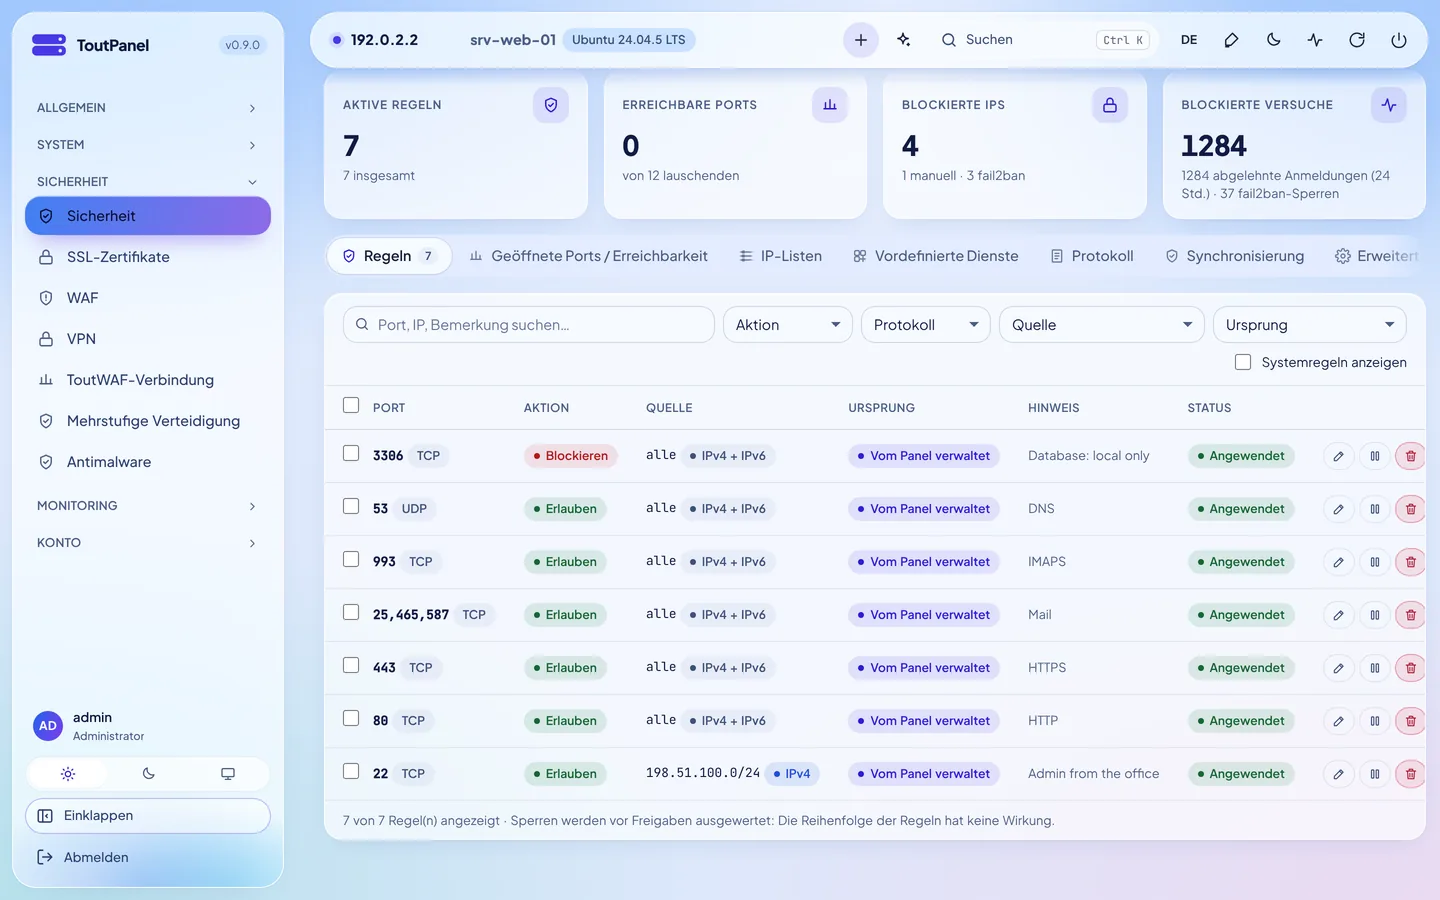 ToutPanel
v0.9.0
ALLGEMEIN
SYSTEM
SICHERHEIT
Sicherheit
SSL-Zertifikate
WAF
VPN
ToutWAF-Verbindung
Mehrstufige Verteidigung
Antimalware
MONITORING
KONTO
AD
admin
Administrator
Einklappen
Abmelden
192.0.2.2
srv-web-01
Ubuntu 24.04.5 LTS
Suchen
Ctrl K
DE
AKTIVE REGELN
7
7 insgesamt
ERREICHBARE PORTS
0
von 12 lauschenden
BLOCKIERTE IPS
4
1 manuell · 3 fail2ban
BLOCKIERTE VERSUCHE
1284
1284 abgelehnte Anmeldungen (24
Std.) · 37 fail2ban-Sperren
Regeln 7
Geöffnete Ports / Erreichbarkeit
IP-Listen
Vordefinierte Dienste
Protokoll
Synchronisierung
Erweitert
Port, IP, Bemerkung suchen...
Aktion
Protokoll
Quelle
Ursprung
Systemregeln anzeigen
PORT AKTION QUELLE URSPRUNG HINWEIS STATUS
3306 TCP Blockieren alle IPv4 + IPv6 Vom Panel verwaltet Database: local only Angewendet
53 UDP Erlauben alle IPv4 + IPv6 Vom Panel verwaltet DNS Angewendet
993 TCP Erlauben alle IPv4 + IPv6 Vom Panel verwaltet IMAPS Angewendet
25,465,587 TCP Erlauben alle IPv4 + IPv6 Vom Panel verwaltet Mail Angewendet
443 TCP Erlauben alle IPv4 + IPv6 Vom Panel verwaltet HTTPS Angewendet
80 TCP Erlauben alle IPv4 + IPv6 Vom Panel verwaltet HTTP Angewendet
22 TCP Erlauben 198.51.100.0/24 IPv4 Vom Panel verwaltet Admin from the office Angewendet
7 von 7 Regel(n) angezeigt · Sperren werden vor Freigaben ausgewertet: Die Reihenfolge der Regeln hat keine Wirkung.